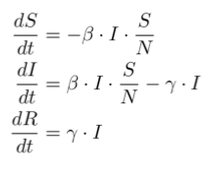 dS/dt = −β · I · S/N
dI/dt = β · I · S/N − γ · I
dR/dt = γ · I